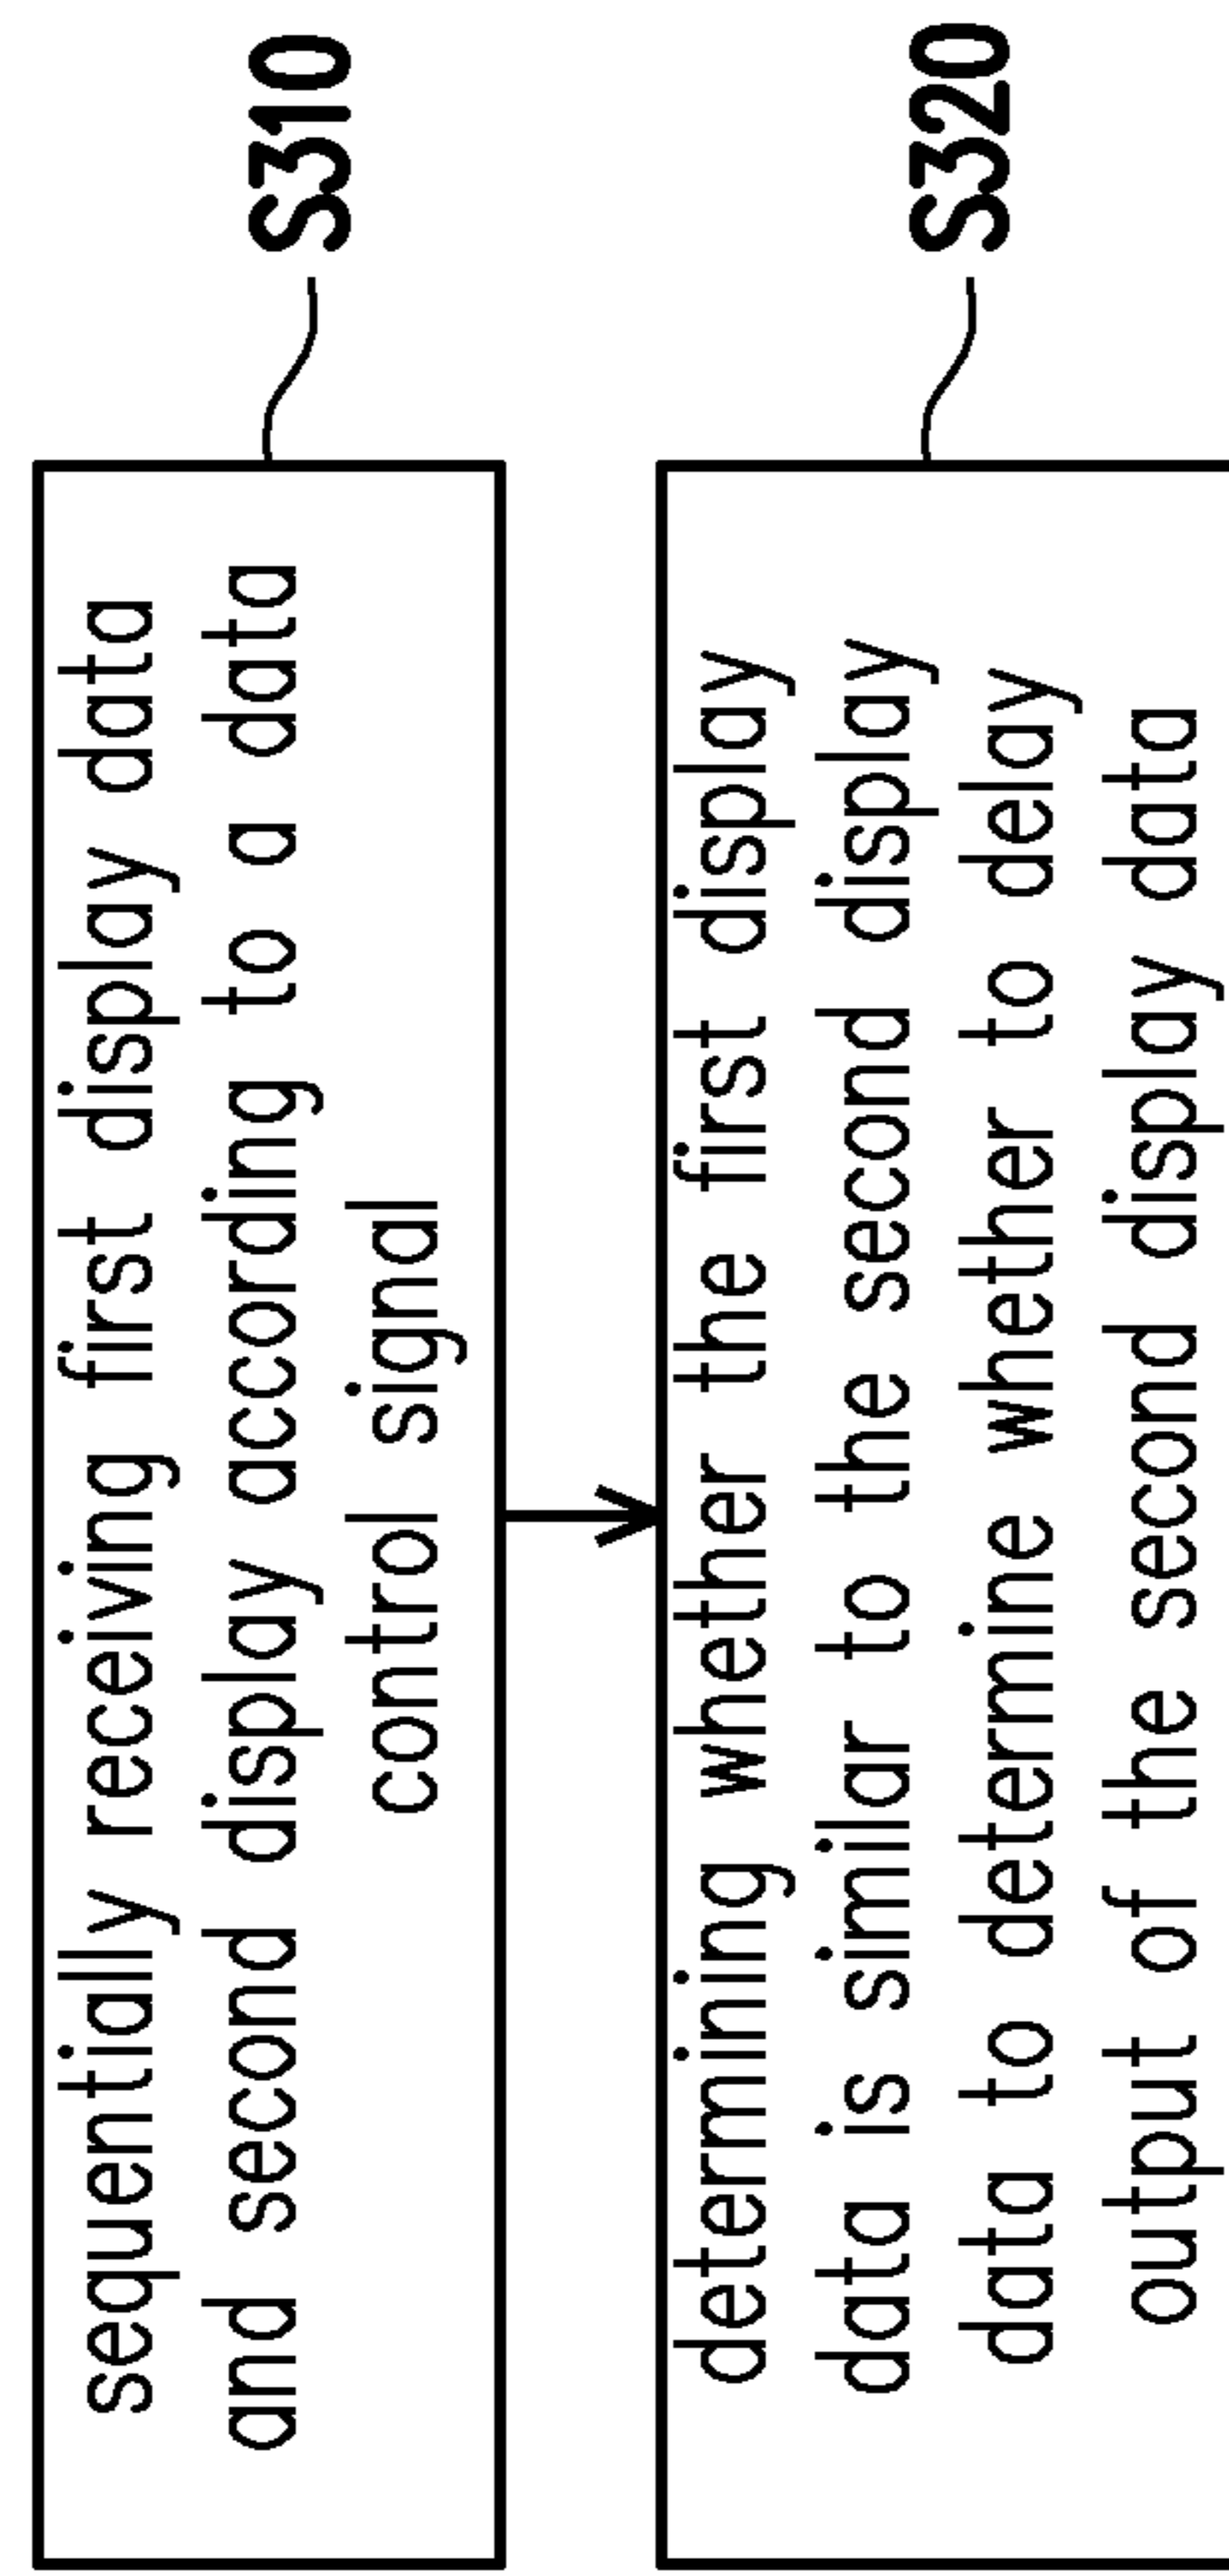 sequentially receiving first display data
and second display according to a data
control signal
S310
determining whether the first display
data is similar to the second display
data to determine whether to delay
output of the second display data
S320